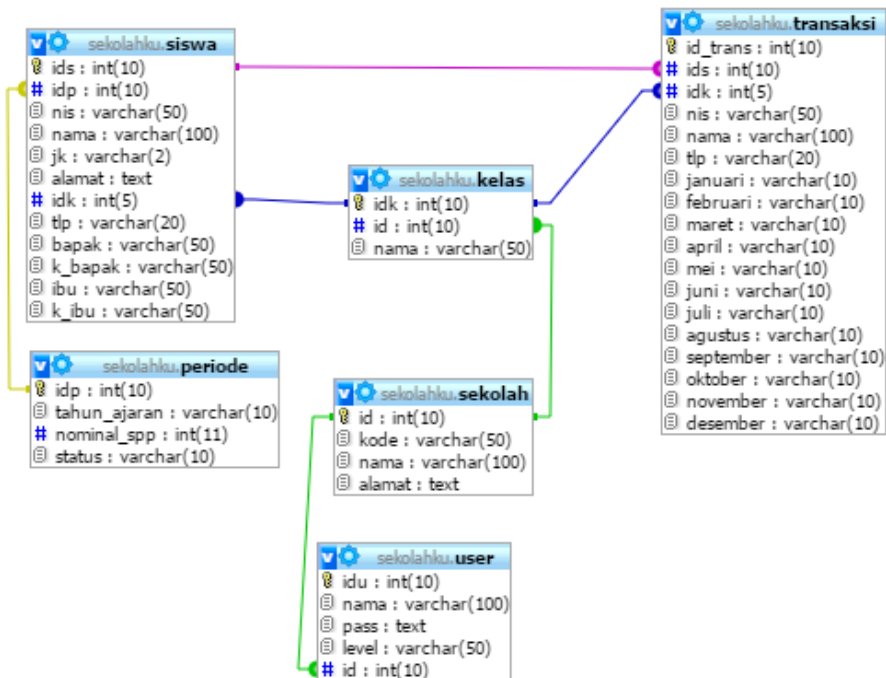 sekolahku.siswa
ids : int(10)
# idp : int(10)
nis : varchar(50)
nama : varchar(100)
jk : varchar(2)
alamat : text
# idk : int(5)
tlp : varchar(20)
bapak : varchar(50)
k_bapak : varchar(50)
ibu : varchar(50)
k_ibu : varchar(50)
sekolahku.periode
idp : int(10)
tahun_ajaran : varchar(10)
# nominal_spp : int(11)
status : varchar(10)
sekolahku.kelas
idk : int(10)
# id : int(10)
nama : varchar(50)
sekolahku.sekolah
id : int(10)
kode : varchar(50)
nama : varchar(100)
alamat : text
sekolahku.user
idu : int(10)
nama : varchar(100)
pass : text
level : varchar(50)
# id : int(10)
sekolahku.transaksi
id_trans : int(10)
# ids : int(10)
# idk : int(5)
nis : varchar(50)
nama : varchar(100)
tlp : varchar(20)
januari : varchar(10)
februari : varchar(10)
maret : varchar(10)
april : varchar(10)
mei : varchar(10)
juni : varchar(10)
juli : varchar(10)
agustus : varchar(10)
september : varchar(10)
oktober : varchar(10)
november : varchar(10)
desember : varchar(10)